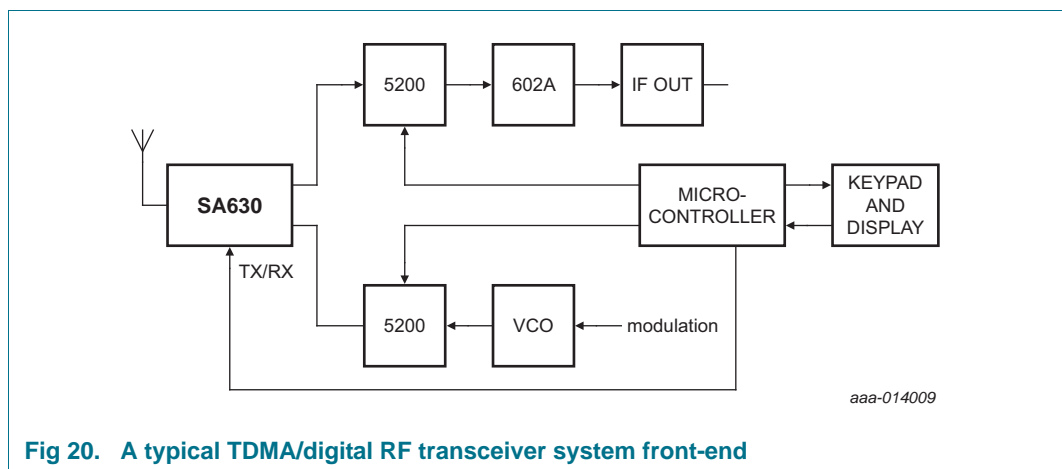 5200
602A
IF OUT
SA630
MICRO-
CONTROLLER
KEYPAD
AND
DISPLAY
TX/RX
5200
VCO
modulation
aaa-014009
Fig 20. A typical TDMA/digital RF transceiver system front-end